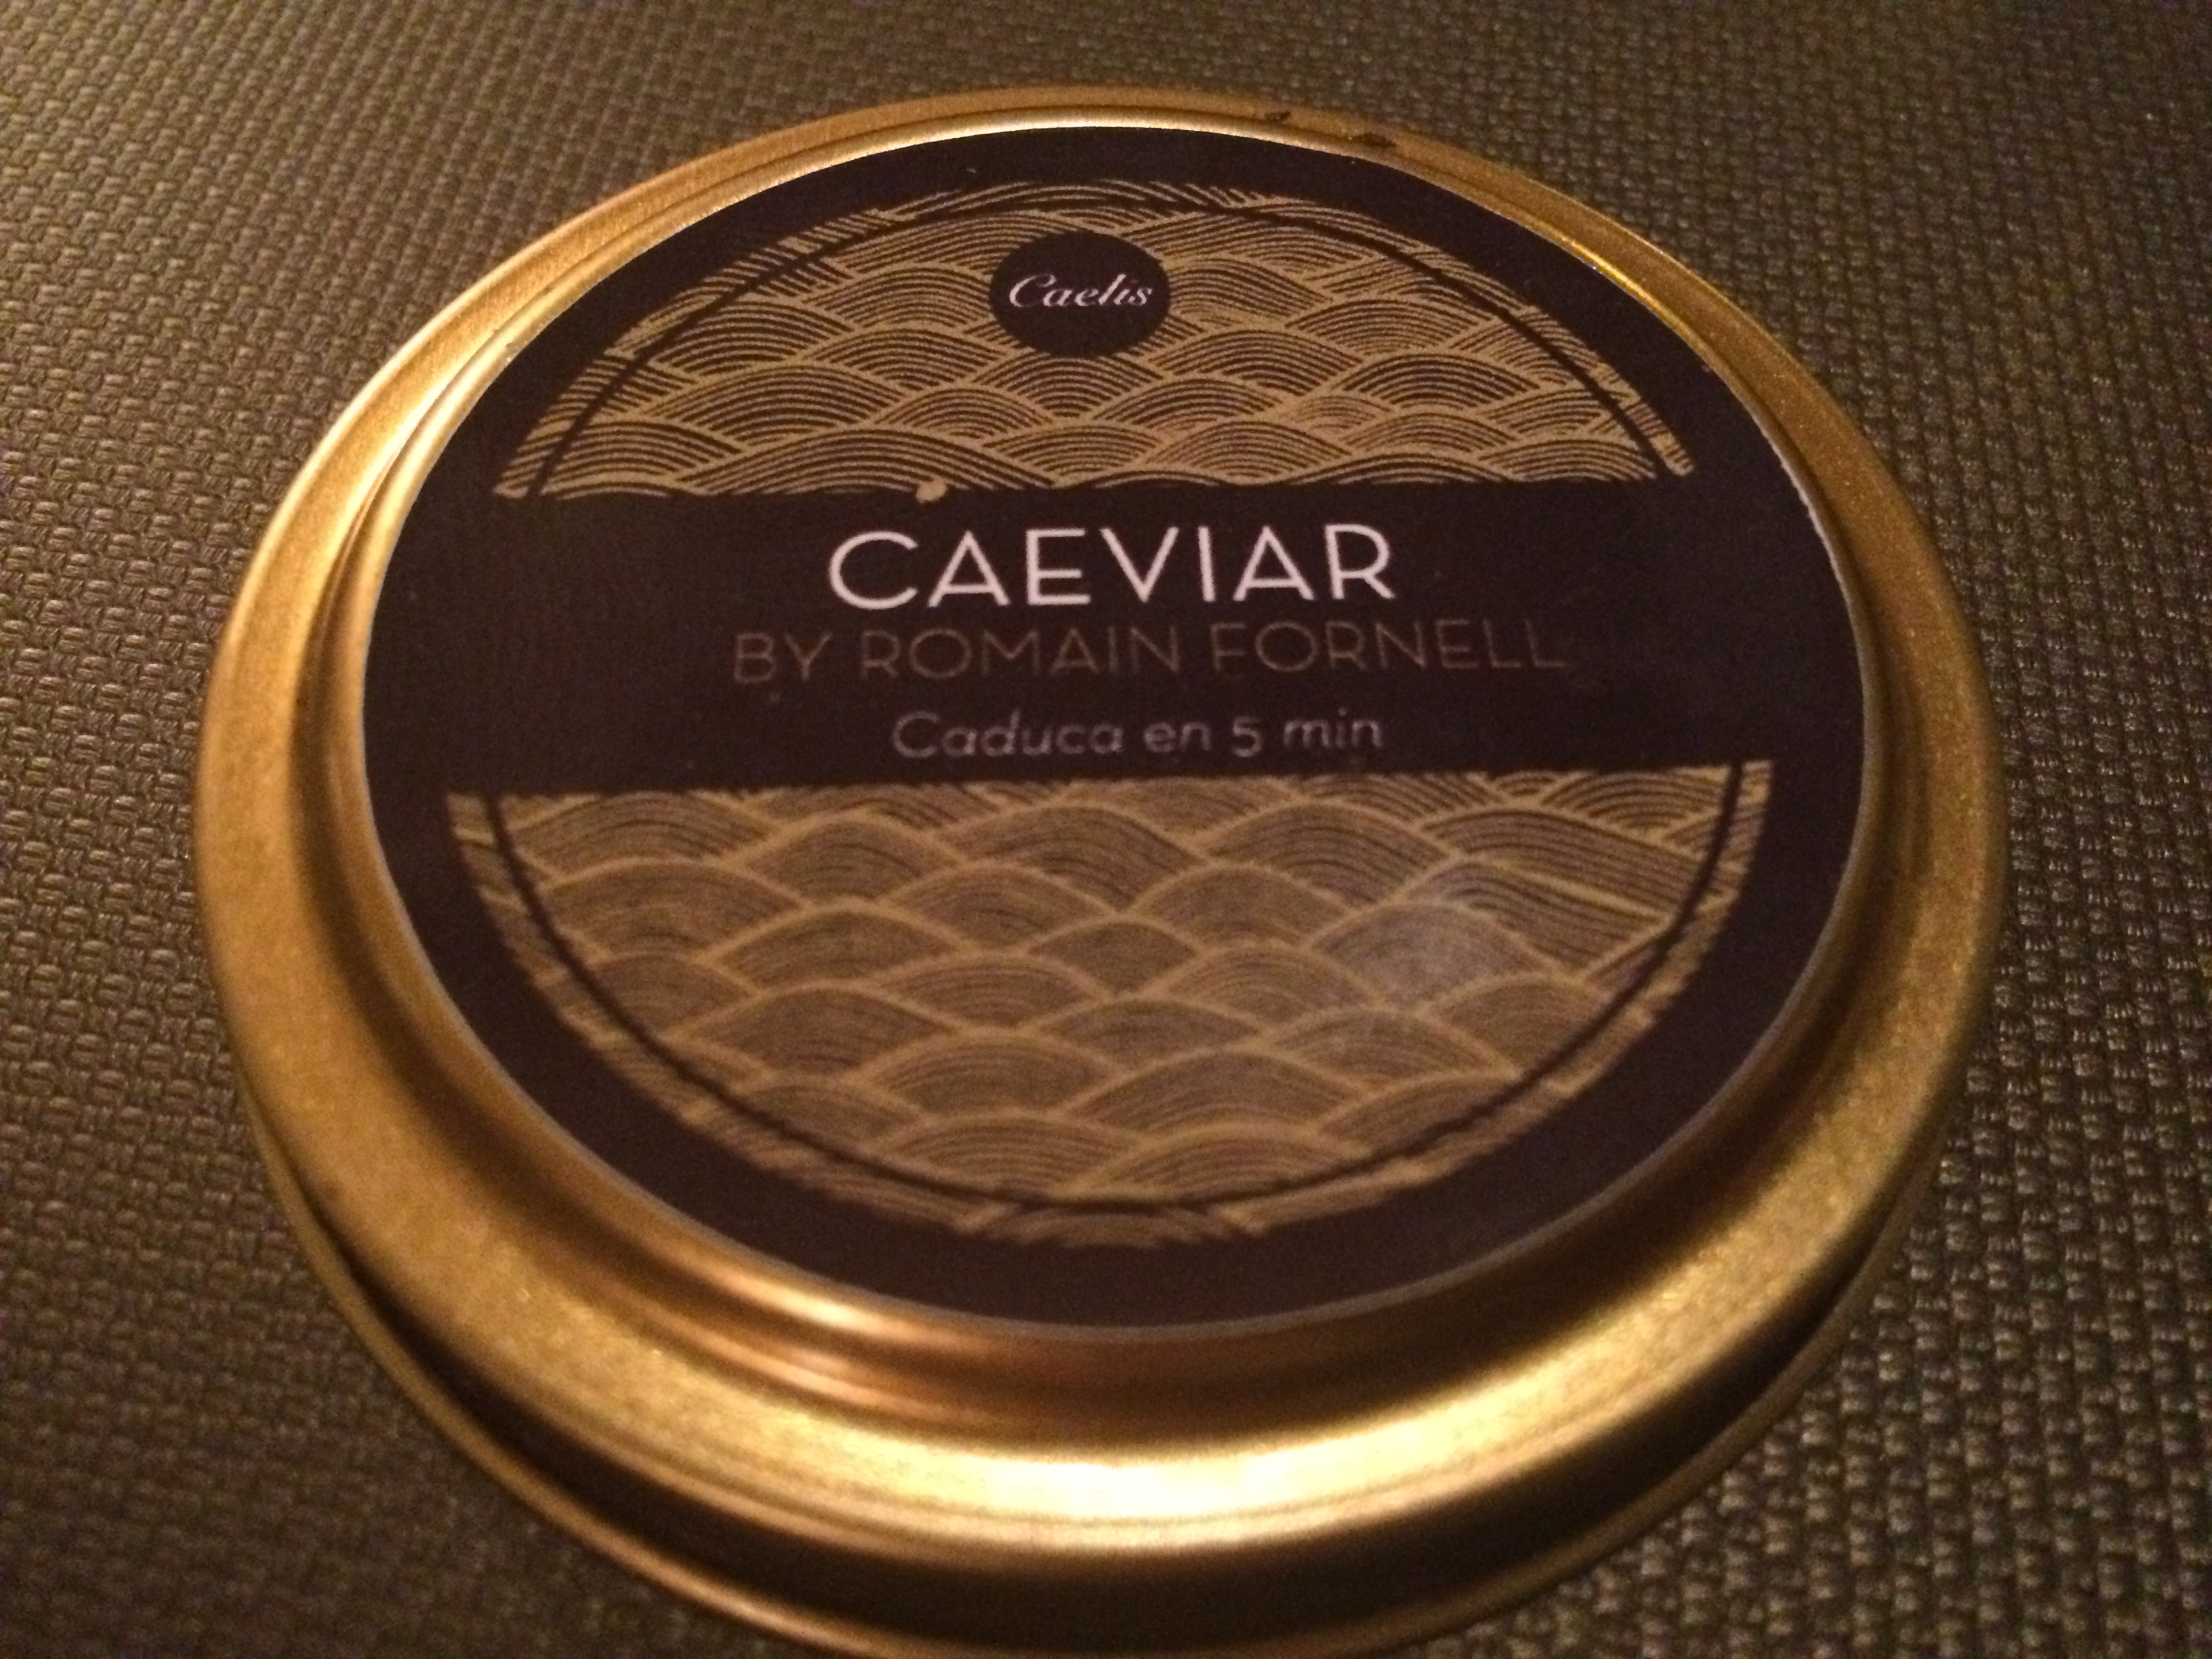 Caelis
CAEVIAR
BY ROMAIN FORNELL
Caduca en 5 min